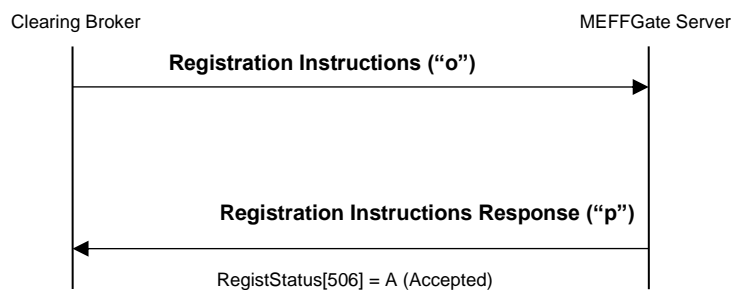 Clearing Broker
MEFFGate Server
Registration Instructions (“o”)
Registration Instructions Response (“p”)
RegistStatus[506] = A (Accepted)